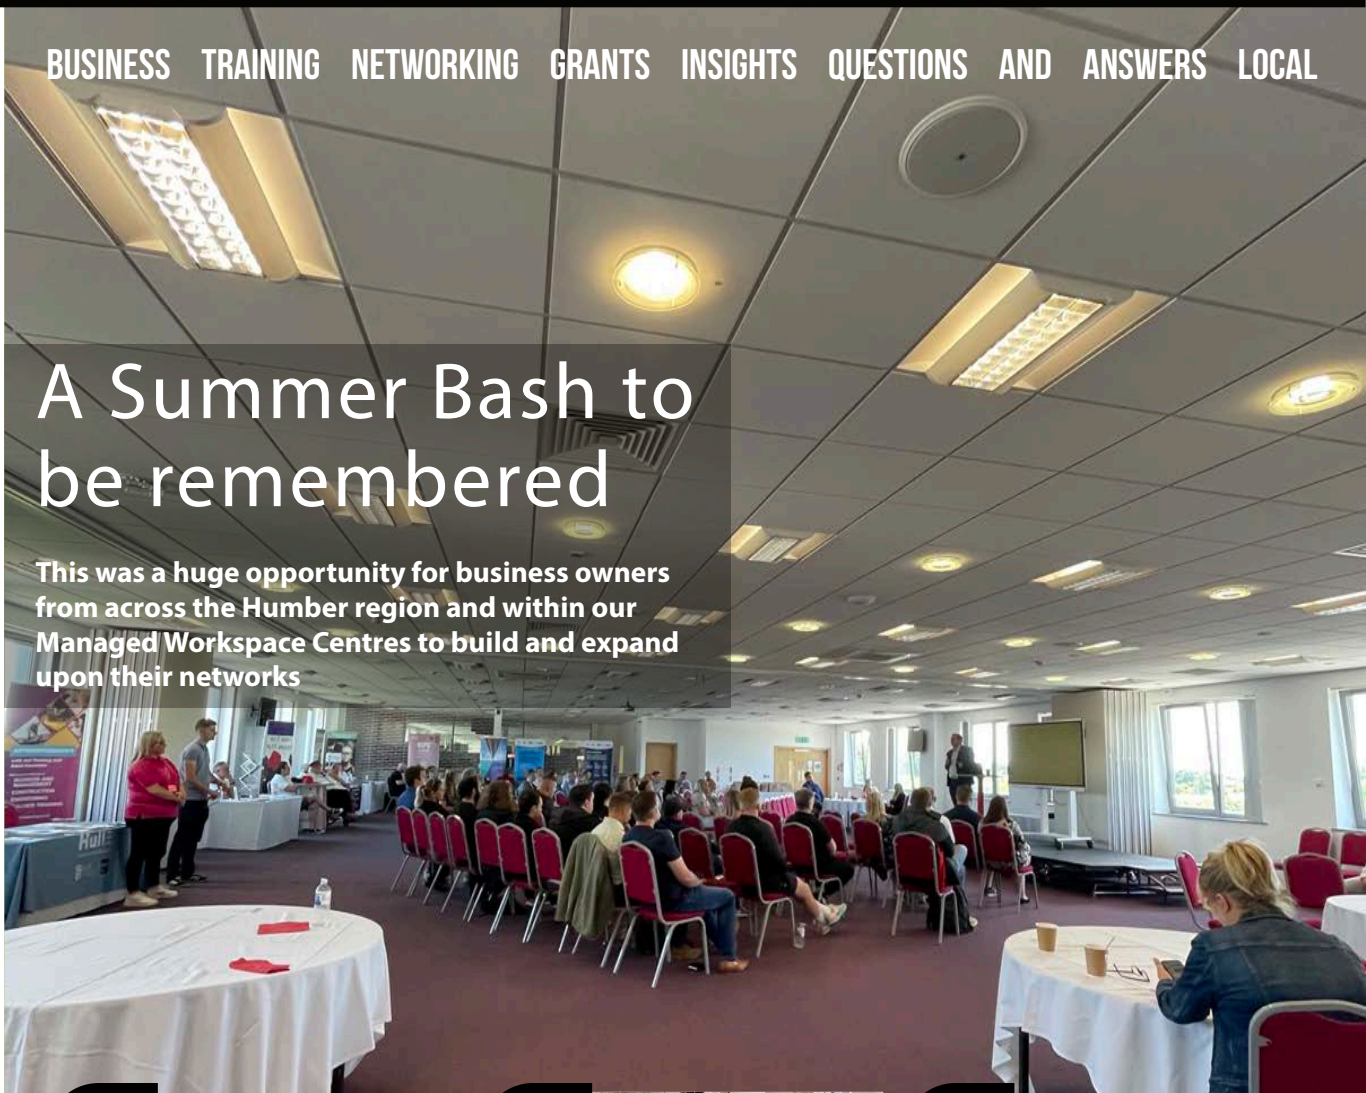 BUSINESS TRAINING NETWORKING GRANTS INSIGHTS QUESTIONS AND ANSWERS LOCAL
A Summer Bash to
be remembered
This was a huge opportunity for business owners
from across the Humber region and within our
Managed Workspace Centres to build and expand
upon their networks
Hull